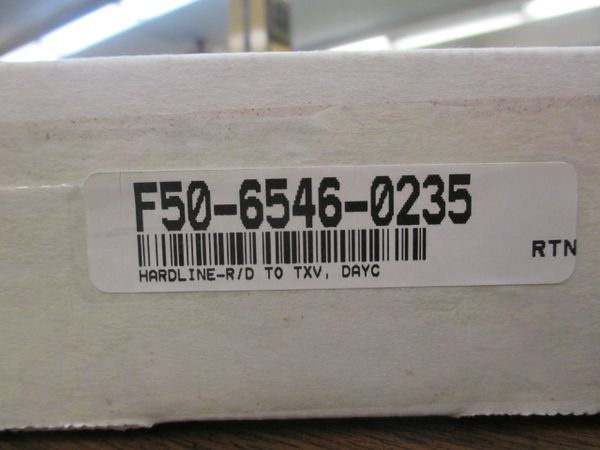 F50-6546-0235
RTN
HARDLINE-R/D TO TXV, DAYC